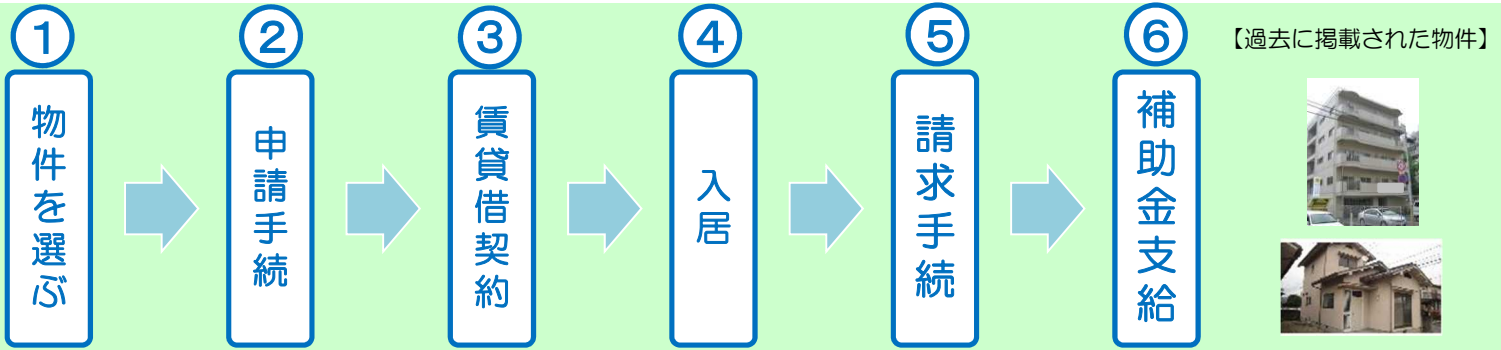 ①
物件を選ぶ
②
申請手続
③
賃貸借契約
④
入居
⑤
請求手続
⑥
補助金支給
【過去に掲載された物件】